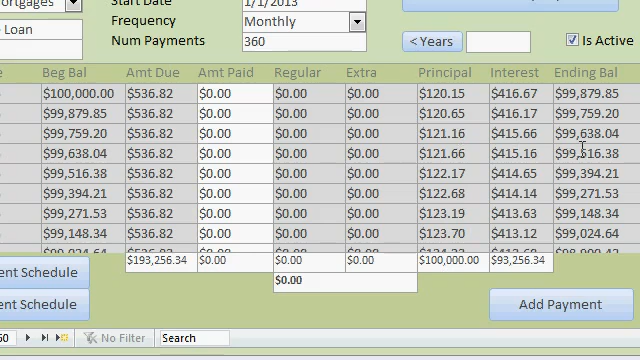 ortgages
Start Date 1/1/2013
Frequency Monthly
e Loan
Num Payments 360
< Years
Is Active
Beg Bal Amt Due Amt Paid Regular Extra Principal Interest Ending Bal
$100,000.00 $536.82 $0.00 $0.00 $0.00 $120.15 $416.67 $99,879.85
$99,879.85 $536.82 $0.00 $0.00 $0.00 $120.65 $416.17 $99,759.20
$99,759.20 $536.82 $0.00 $0.00 $0.00 $121.16 $415.66 $99,638.04
$99,638.04 $536.82 $0.00 $0.00 $0.00 $121.66 $415.16 $99,516.38
$99,516.38 $536.82 $0.00 $0.00 $0.00 $122.17 $414.65 $99,394.21
$99,394.21 $536.82 $0.00 $0.00 $0.00 $122.68 $414.14 $99,271.53
$99,271.53 $536.82 $0.00 $0.00 $0.00 $123.19 $413.63 $99,148.34
$99,148.34 $536.82 $0.00 $0.00 $0.00 $123.70 $413.12 $99,024.64
$193,256.34 $0.00 $0.00 $0.00 $100,000.00 $93,256.34
ent Schedule
$0.00
ent Schedule
Add Payment
60 No Filter Search